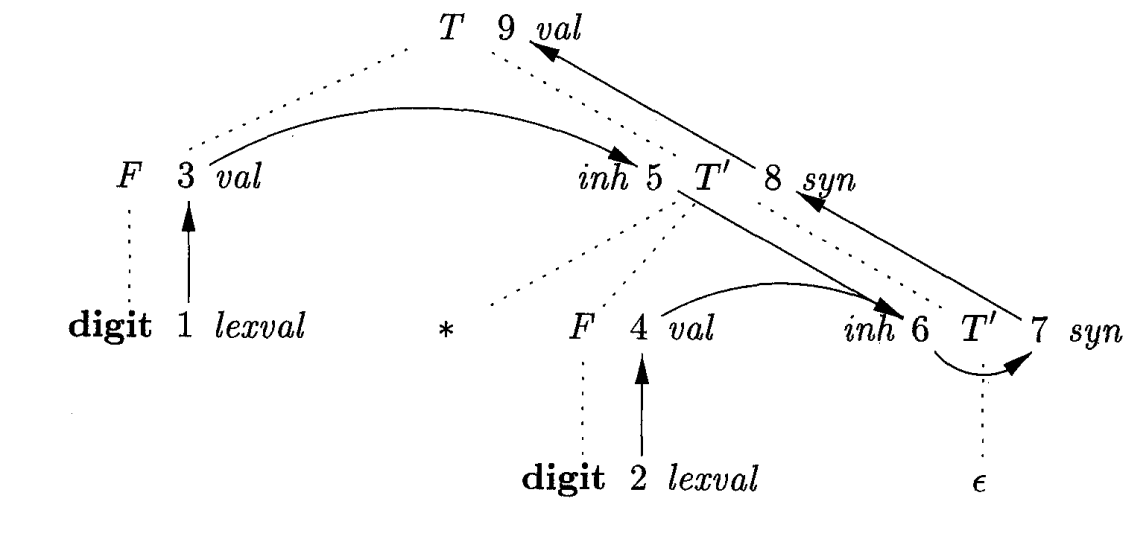 T 9 val
F 3 val inh 5 T′ 8 syn
digit 1 lexval * F 4 val inh 6 T′ 7 syn
digit 2 lexval ϵ